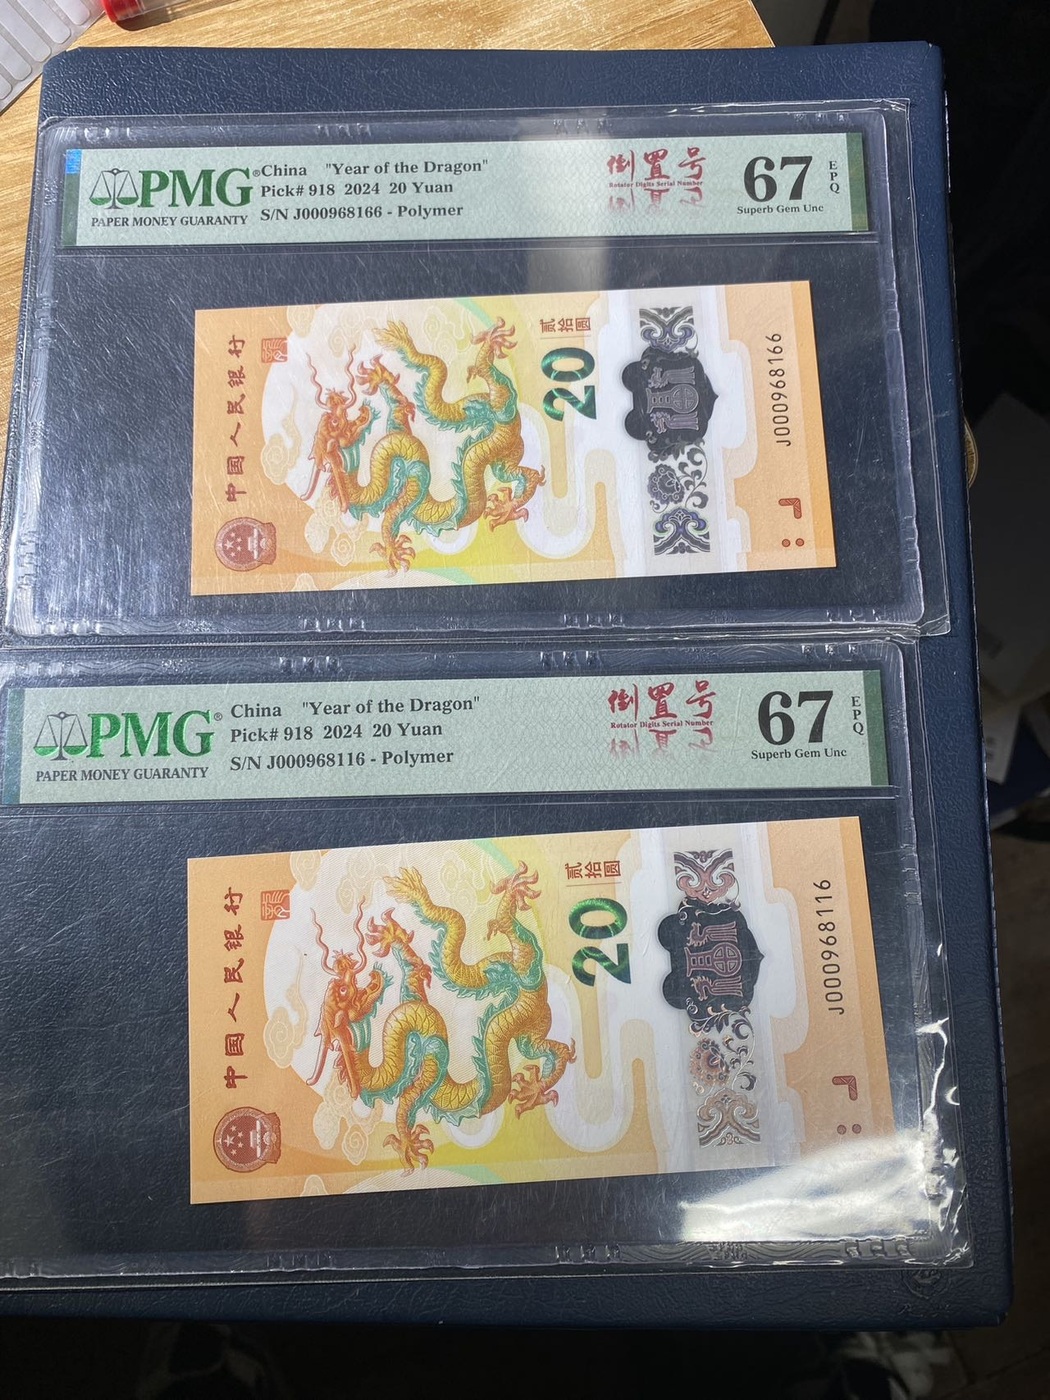 PMG®
PAPER MONEY GUARANTY
China "Year of the Dragon"
Pick# 918 2024 20 Yuan
S/N J000968166 - Polymer
倒置号
Rotator Digits Serial Number
67
EPQ
Superb Gem Unc
中国人民银行
贰拾圆
20
J000968166
PMG®
PAPER MONEY GUARANTY
China "Year of the Dragon"
Pick# 918 2024 20 Yuan
S/N J000968116 - Polymer
倒置号
Rotator Digits Serial Number
67
EPQ
Superb Gem Unc
中国人民银行
贰拾圆
20
J000968116